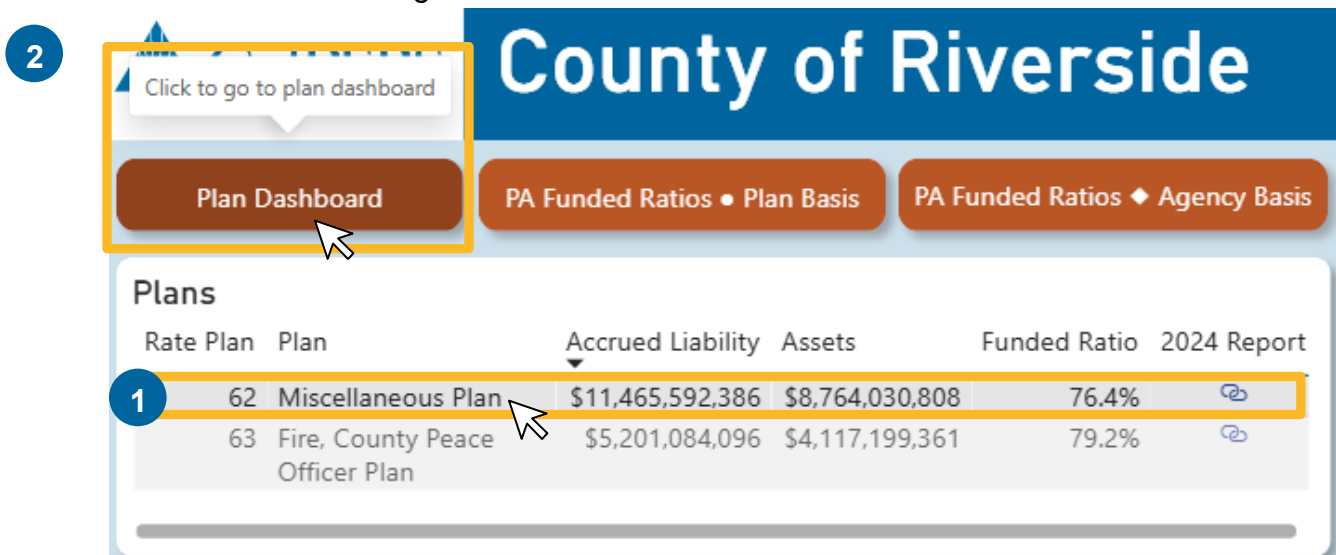 2
County of Riverside
Click to go to plan dashboard
Plan Dashboard
PA Funded Ratios ● Plan Basis
PA Funded Ratios ◆ Agency Basis
Plans
Rate Plan Plan Accrued Liability Assets Funded Ratio 2024 Report
1
62 Miscellaneous Plan $11,465,592,386 $8,764,030,808 76.4%
63 Fire, County Peace $5,201,084,096 $4,117,199,361 79.2%
Officer Plan